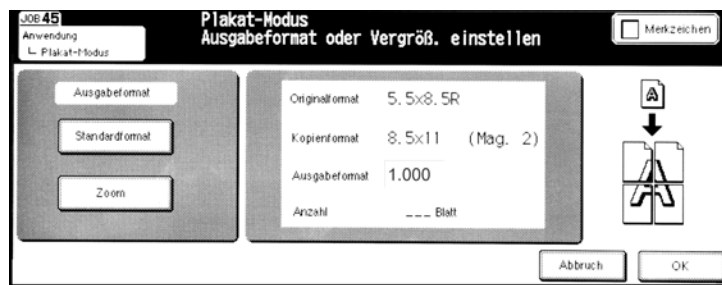 JOB 45
Anwendung
Plakat-Modus
Plakat-Modus
Ausgabeformat oder Vergröß. einstellen
Merkzeichen
Ausgabeformat
Standardformat
Zoom
Originalformat 5.5x8.5R
Kopienformat 8.5x11 (Mag. 2)
Ausgabeformat 1.000
Anzahl ___ Blatt
A
A
Abbruch
OK